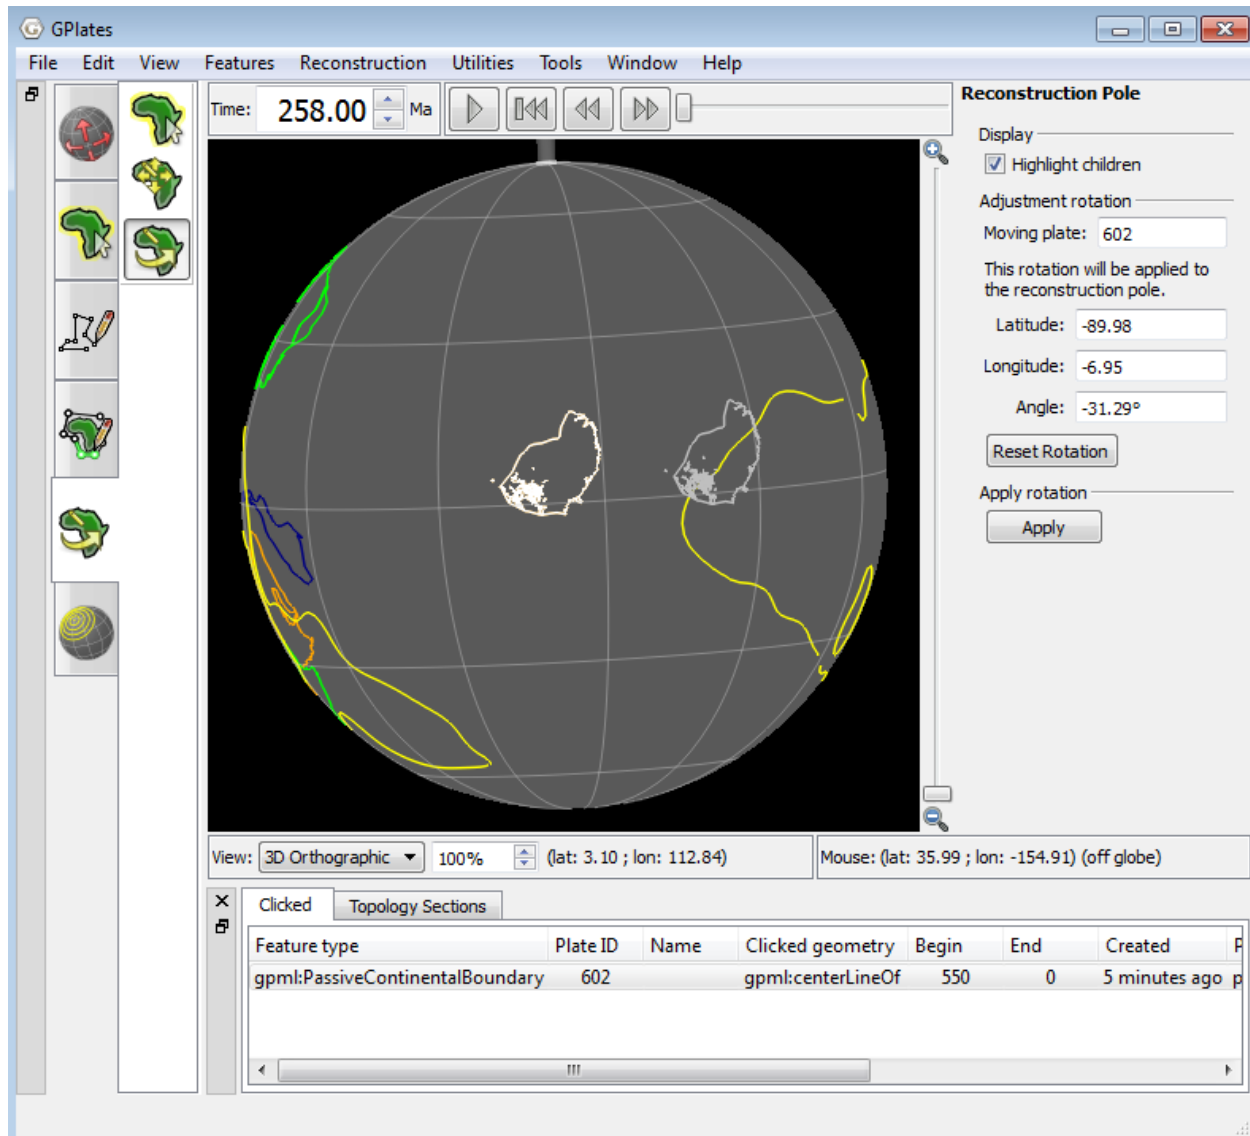 GPlates
File Edit View Features Reconstruction Utilities Tools Window Help
Time: 258.00 Ma
Reconstruction Pole
Display
Highlight children
Adjustment rotation
Moving plate: 602
This rotation will be applied to
the reconstruction pole.
Latitude: -89.98
Longitude: -6.95
Angle: -31.29°
Reset Rotation
Apply rotation
Apply
View: 3D Orthographic 100% (lat: 3.10 ; lon: 112.84) Mouse: (lat: 35.99 ; lon: -154.91) (off globe)
Clicked Topology Sections
Feature type Plate ID Name Clicked geometry Begin End Created P
gpml:PassiveContinentalBoundary 602 gpml:centerLineOf 550 0 5 minutes ago p